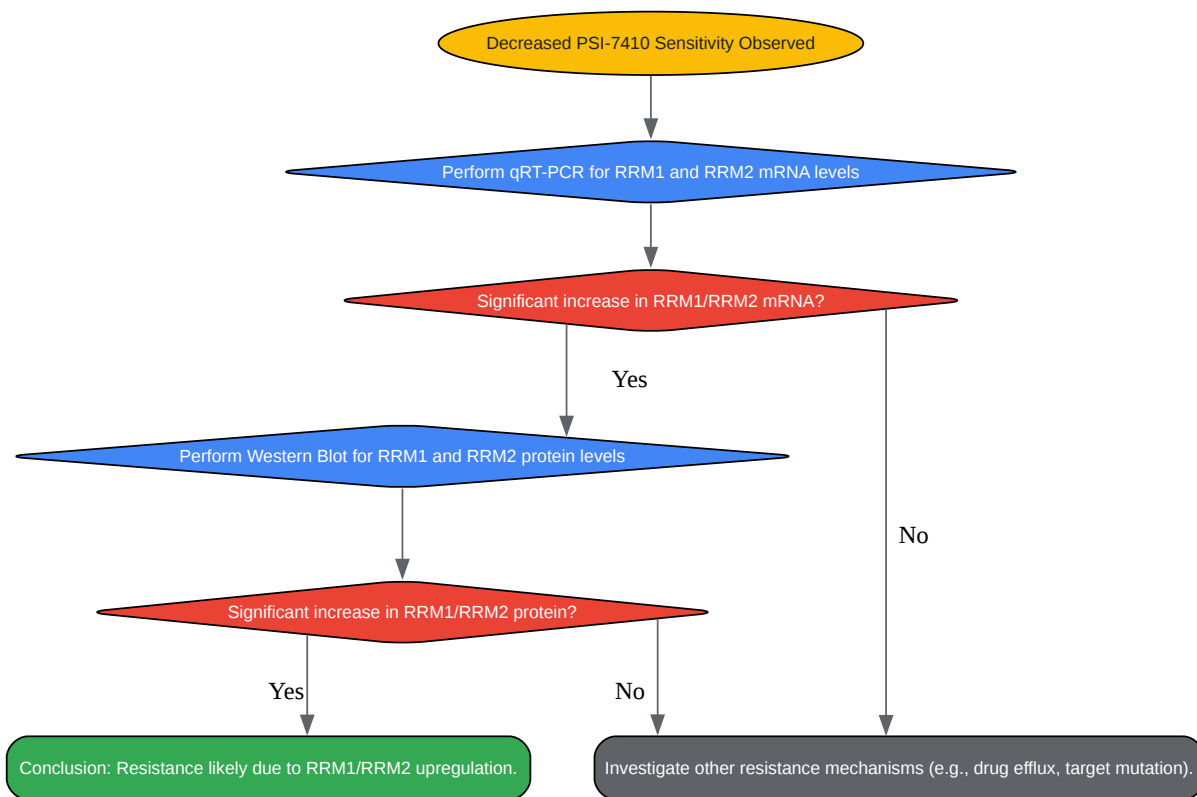 Decreased PSI-7410 Sensitivity Observed
Perform qRT-PCR for RRM1 and RRM2 mRNA levels
Significant increase in RRM1/RRM2 mRNA?
Yes
Perform Western Blot for RRM1 and RRM2 protein levels
No
Significant increase in RRM1/RRM2 protein?
Yes
No
Conclusion: Resistance likely due to RRM1/RRM2 upregulation.
Investigate other resistance mechanisms (e.g., drug efflux, target mutation).